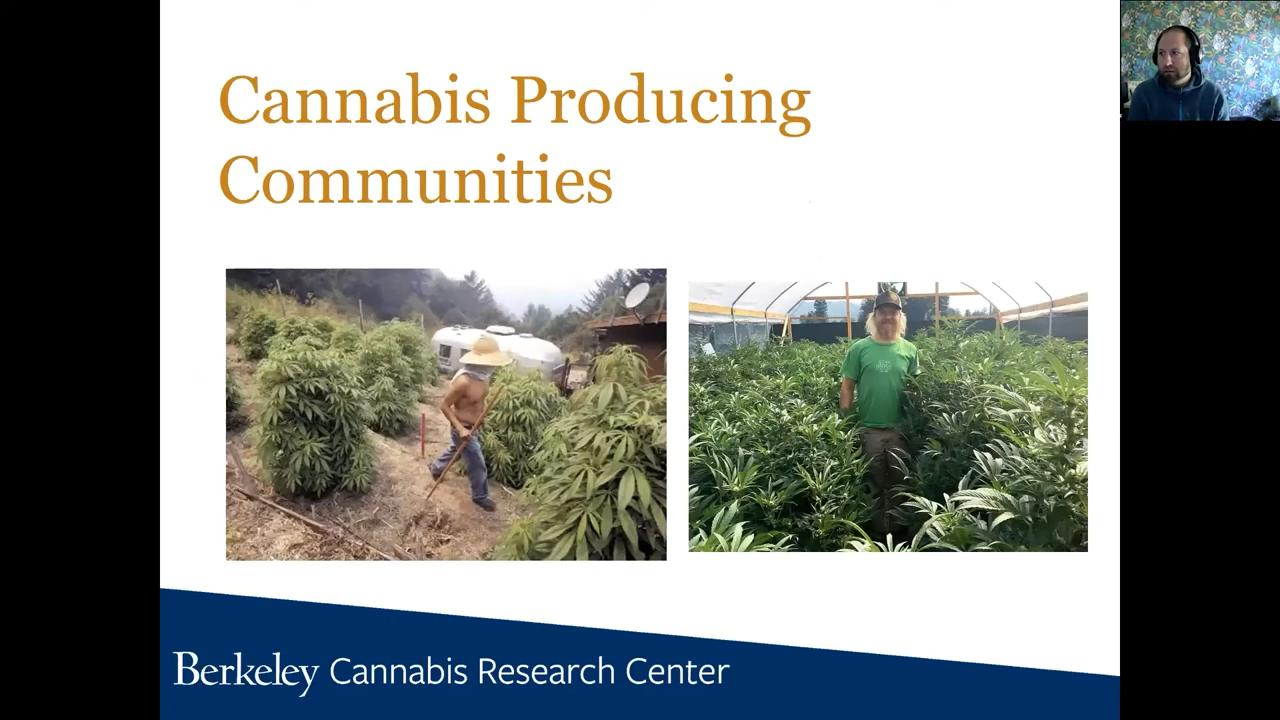 Cannabis Producing
Communities
Berkeley Cannabis Research Center